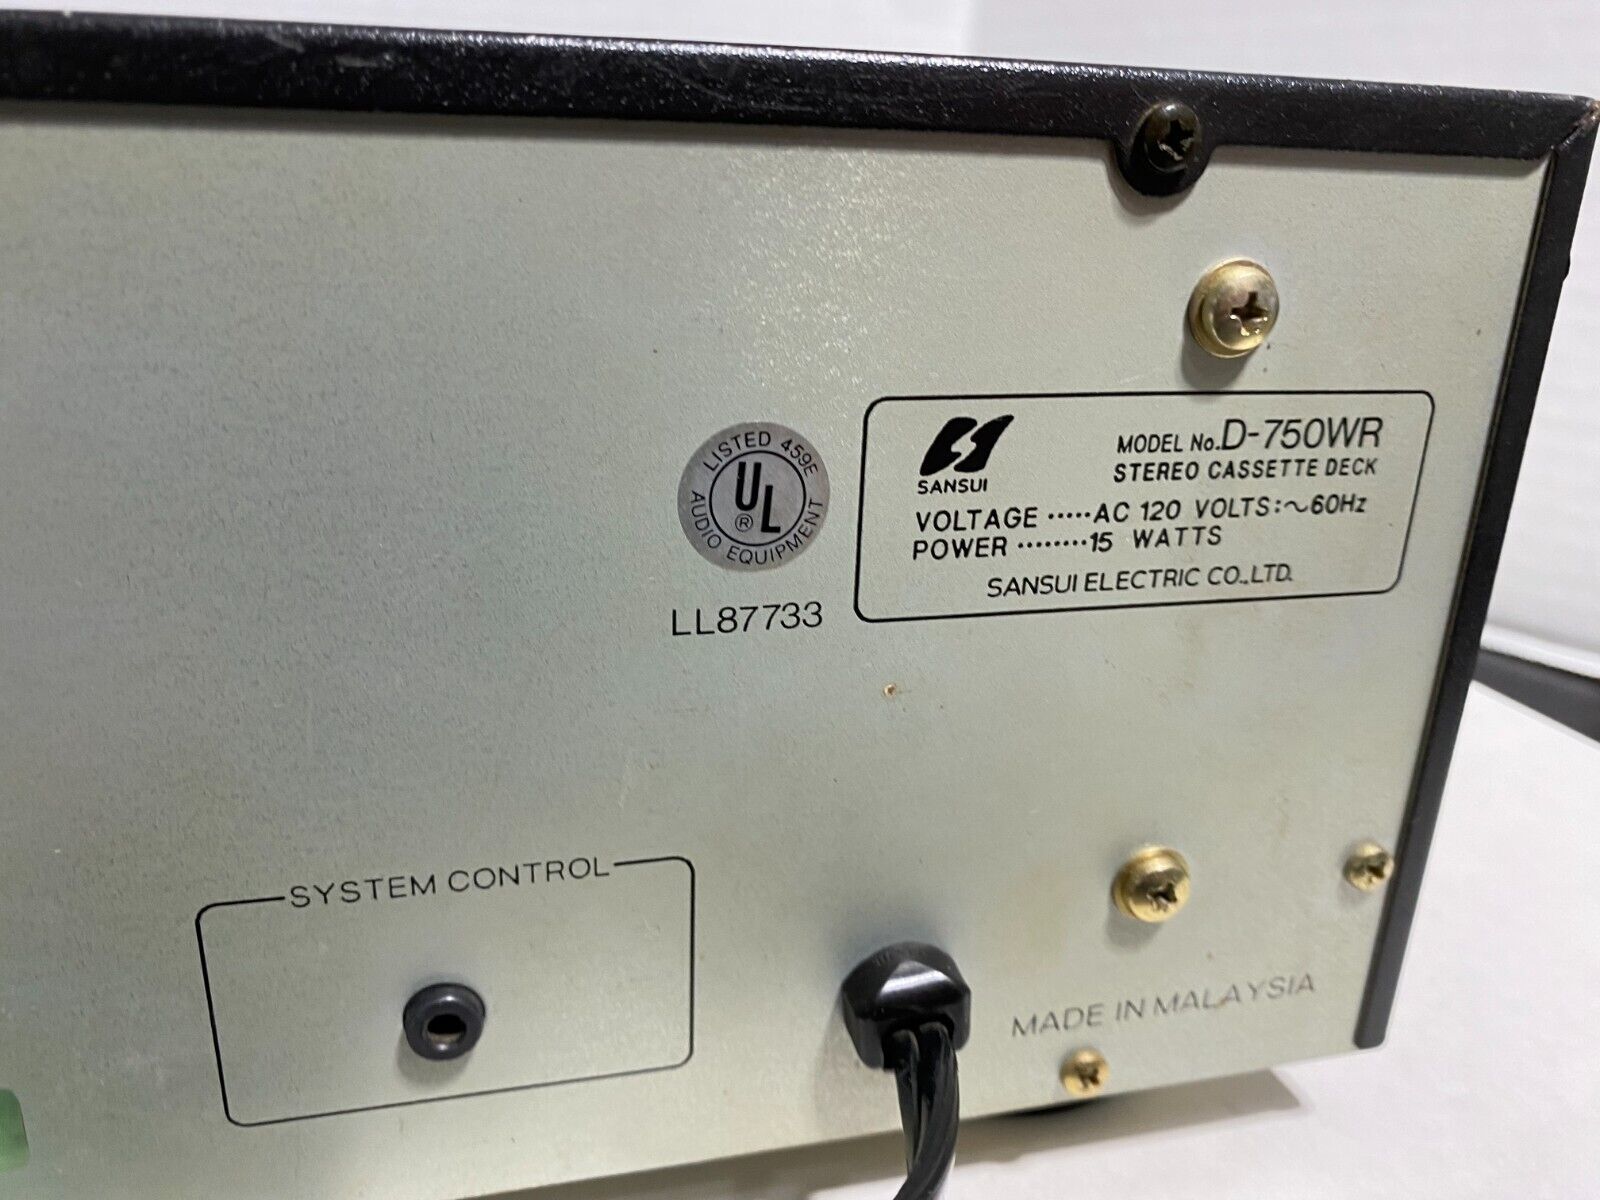 LISTED 459E
UL
®
AUDIO EQUIPMENT
LL87733
SANSUI
MODEL No.D-750WR
STEREO CASSETTE DECK
VOLTAGE ·····AC 120 VOLTS:∼60Hz
POWER ········15 WATTS
SANSUI ELECTRIC CO.,LTD.
SYSTEM CONTROL
MADE IN MALAYSIA